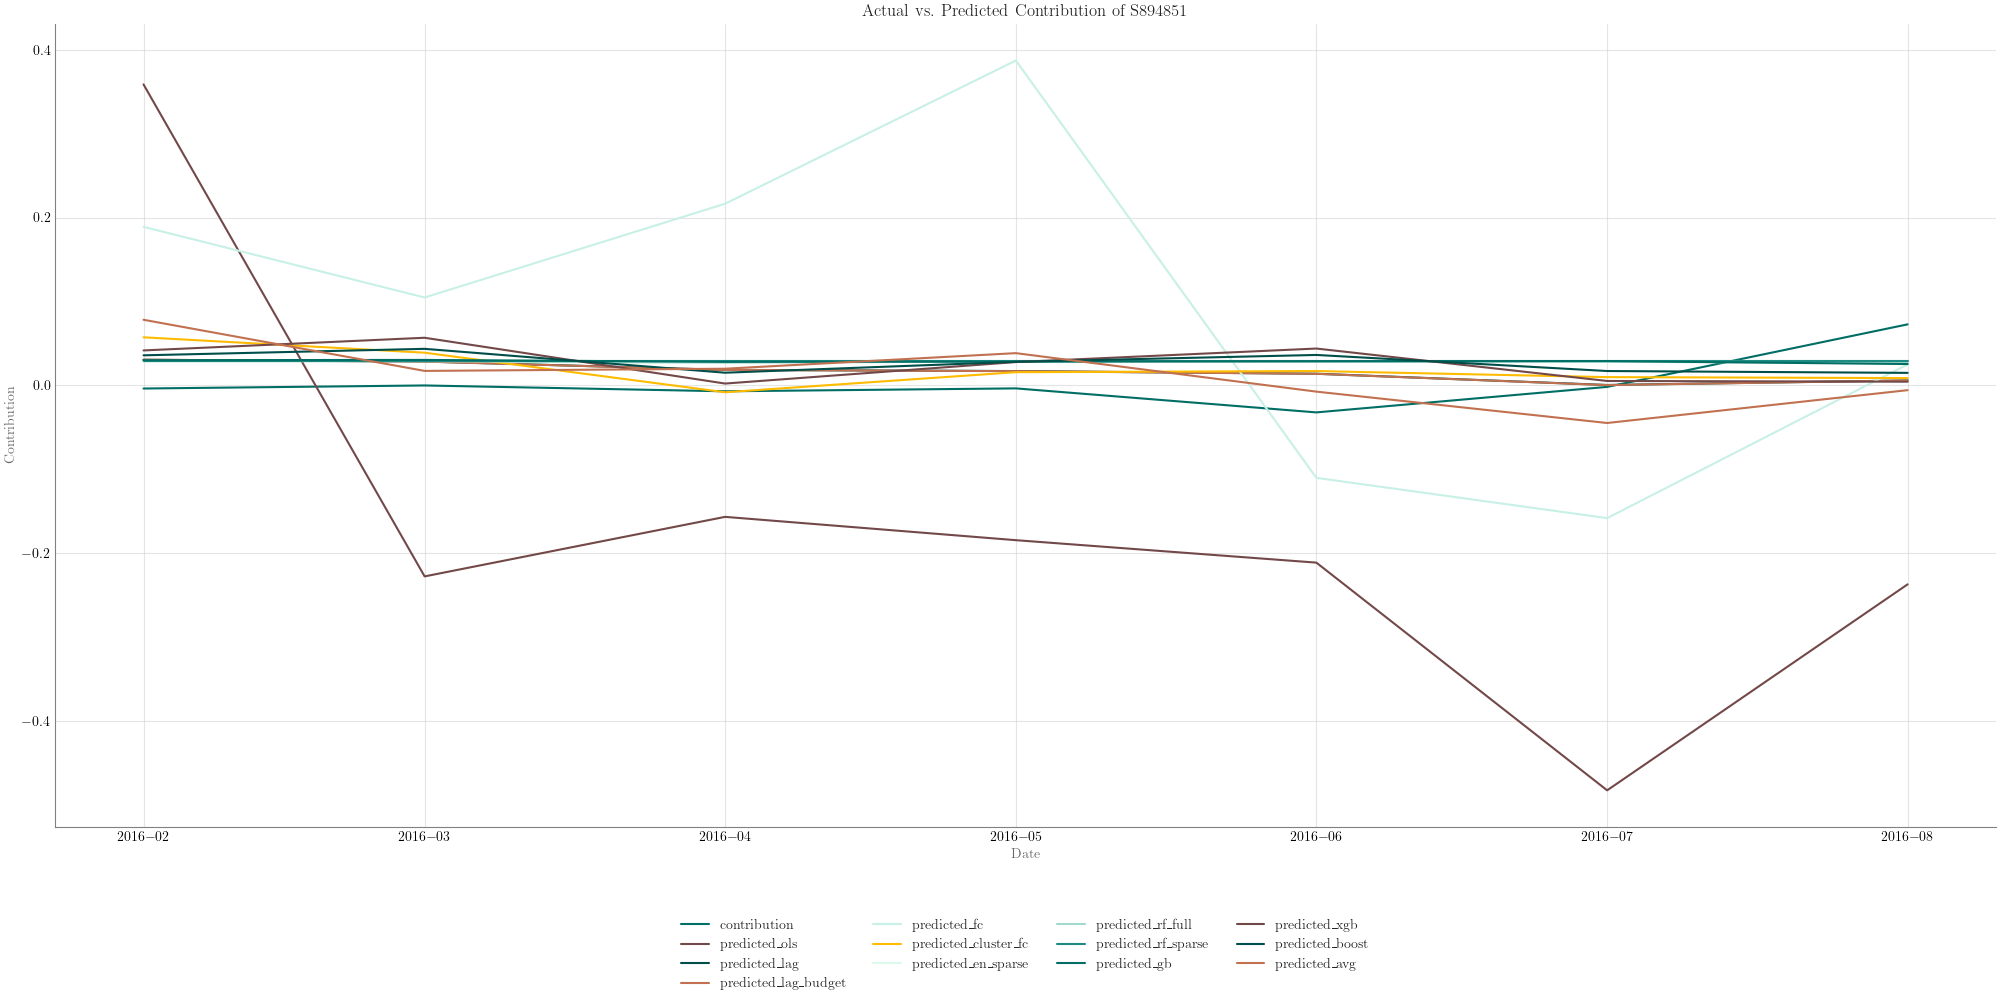 Actual vs. Predicted Contribution of S894851
0.4
0.2
0.0
−0.2
−0.4
Contribution
2016−02 2016−03 2016−04 2016−05 2016−06 2016−07 2016−08
Date
contribution predicted_fc predicted_rf_full predicted_xgb
predicted_ols predicted_cluster_fc predicted_rf_sparse predicted_boost
predicted_lag predicted_en_sparse predicted_gb predicted_avg
predicted_lag_budget